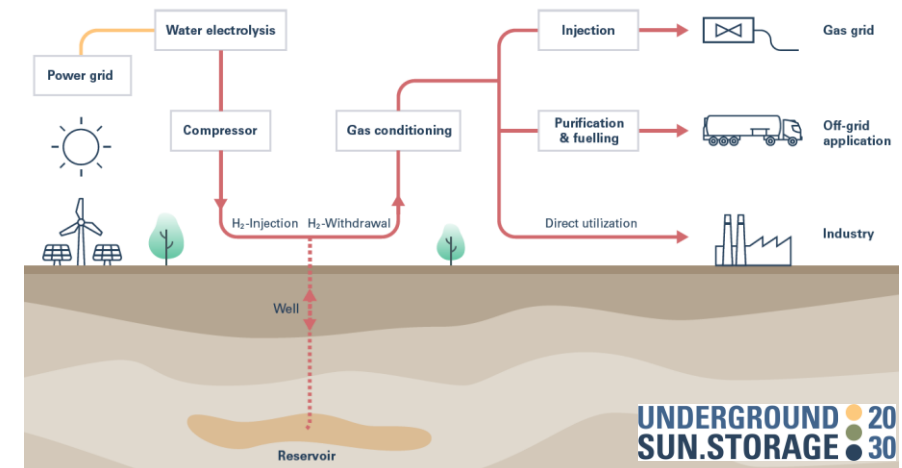 Water electrolysis
Power grid
Compressor
Gas conditioning
Injection
Gas grid
Purification
& fuelling
Off-grid
application
H₂-Injection
H₂-Withdrawal
Direct utilization
Industry
Well
Reservoir
UNDERGROUND 20
SUN.STORAGE 30